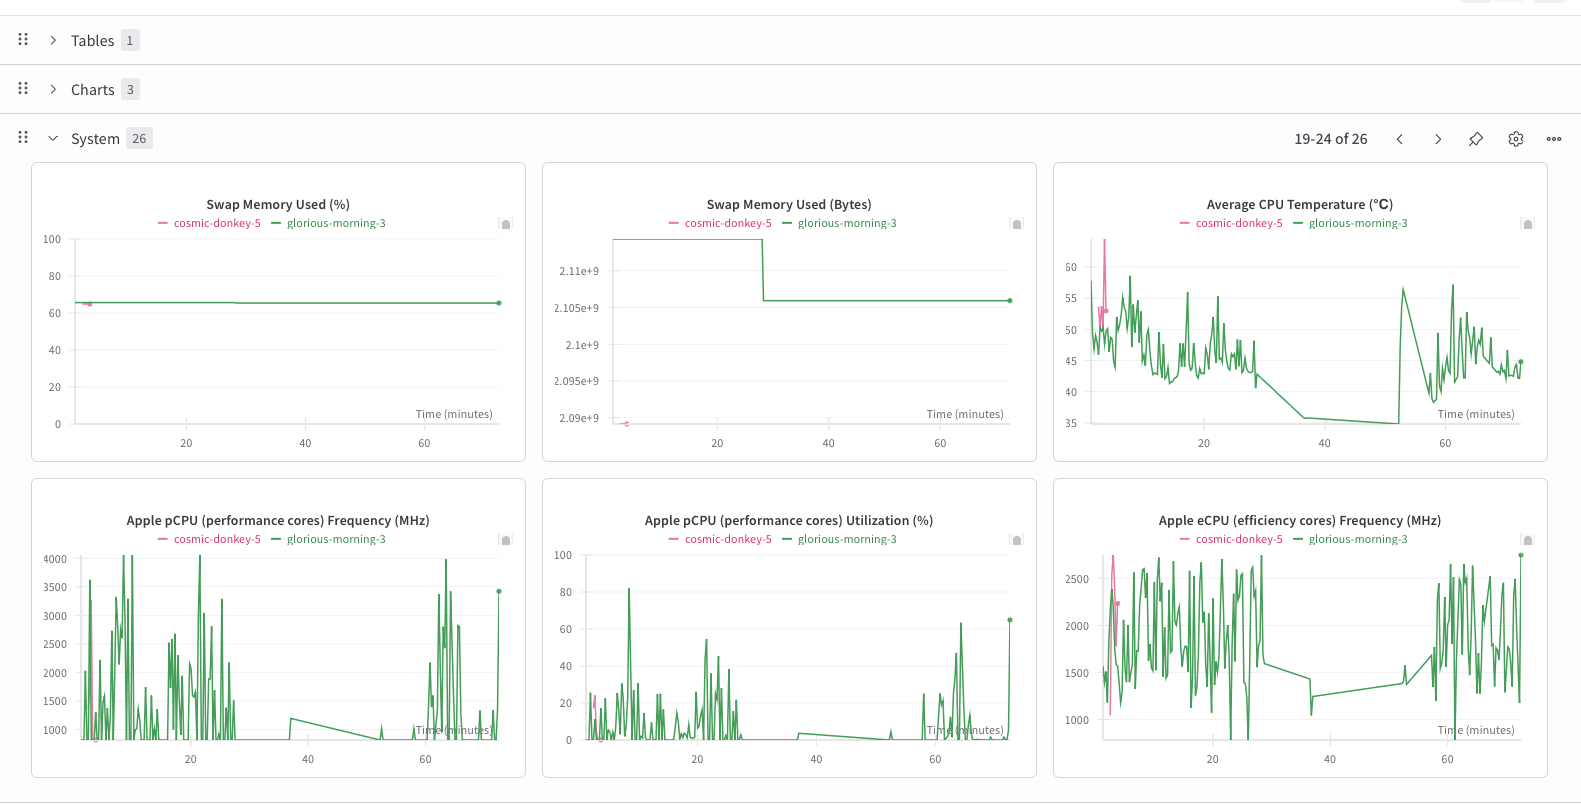 Tables 1
Charts 3
System 26
19-24 of 26
Swap Memory Used (%)
cosmic-donkey-5 glorious-morning-3
100
80
60
40
20
0
Time (minutes)
20 40 60
Swap Memory Used (Bytes)
cosmic-donkey-5 glorious-morning-3
2.11e+9
2.105e+9
2.1e+9
2.095e+9
2.09e+9
Time (minutes)
20 40 60
Average CPU Temperature (°C)
cosmic-donkey-5 glorious-morning-3
60
55
50
45
40
35
Time (minutes)
20 40 60
Apple pCPU (performance cores) Frequency (MHz)
cosmic-donkey-5 glorious-morning-3
4000
3500
3000
2500
2000
1500
1000
Time (minutes)
20 40 60
Apple pCPU (performance cores) Utilization (%)
cosmic-donkey-5 glorious-morning-3
100
80
60
40
20
0
Time (minutes)
20 40 60
Apple eCPU (efficiency cores) Frequency (MHz)
cosmic-donkey-5 glorious-morning-3
2500
2000
1500
1000
Time (minutes)
20 40 60